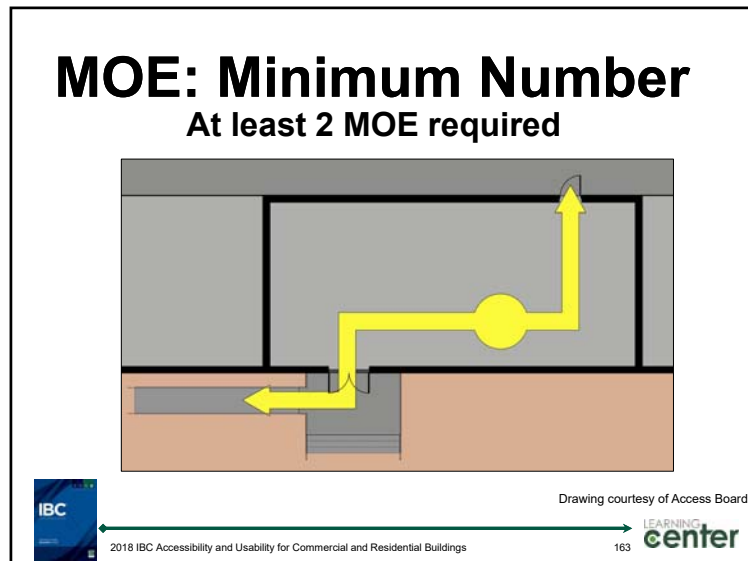 MOE: Minimum Number
At least 2 MOE required
Drawing courtesy of Access Board
IBC
2018 IBC Accessibility and Usability for Commercial and Residential Buildings
163
LEARNING
center